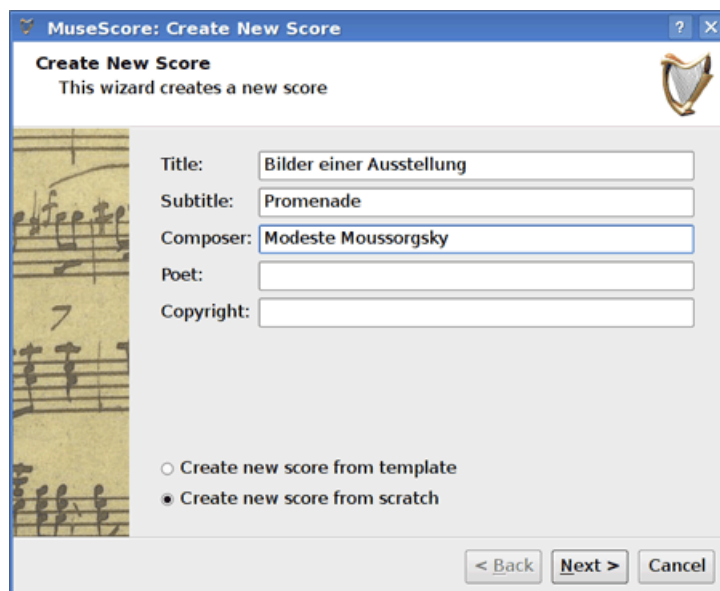 MuseScore: Create New Score
Create New Score
This wizard creates a new score
Title: Bilder einer Ausstellung
Subtitle: Promenade
Composer: Modeste Moussorgsky
Poet:
Copyright:
7
Create new score from template
Create new score from scratch
< Back Next > Cancel